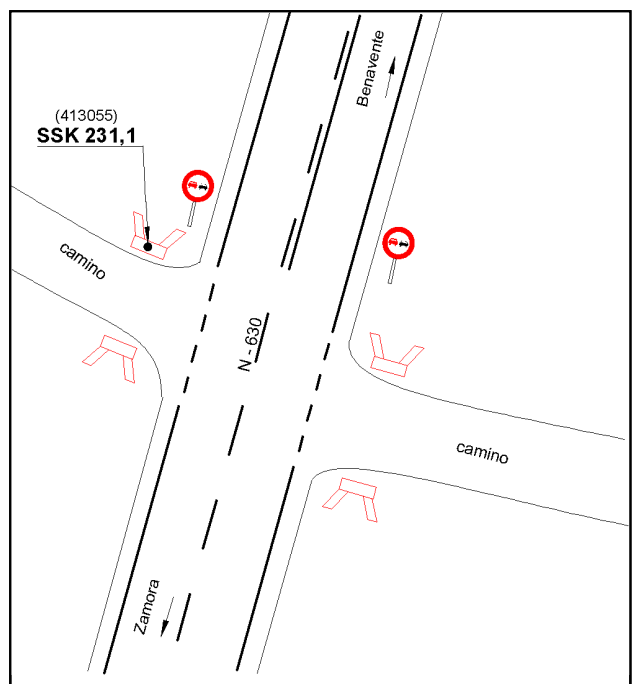 Benavente
(413055)
SSK 231,1
camino
N - 630
camino
Zamora